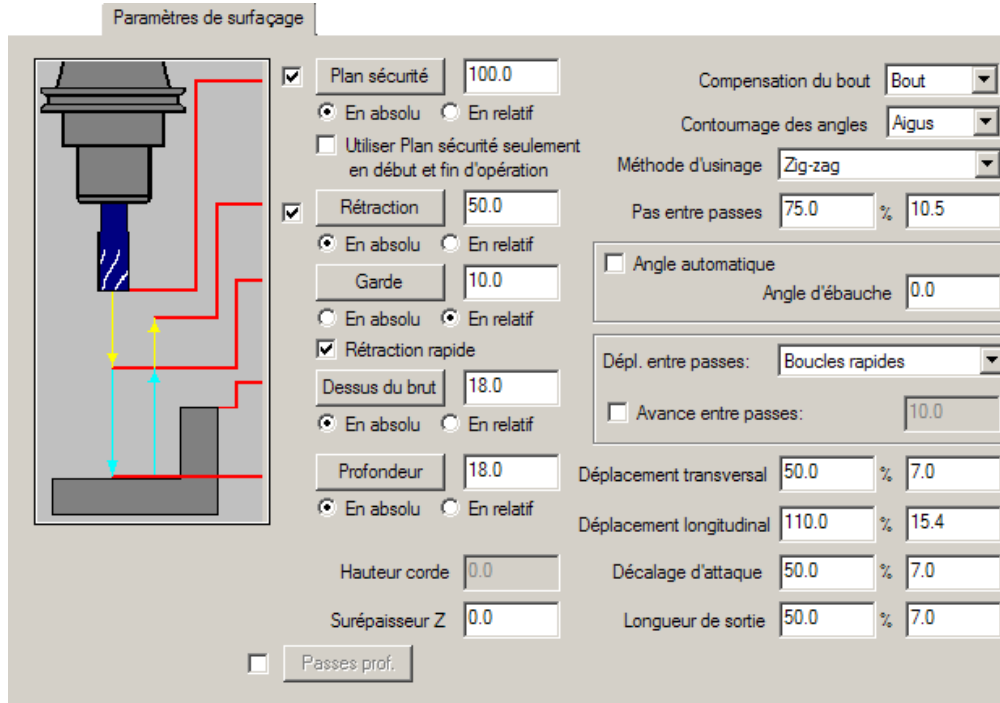 Paramètres de surfaçage
Plan sécurité 100.0
En absolu En relatif
Utiliser Plan sécurité seulement
en début et fin d'opération
Rétraction 50.0
En absolu En relatif
Garde 10.0
En absolu En relatif
Rétraction rapide
Dessus du brut 18.0
En absolu En relatif
Profondeur 18.0
En absolu En relatif
Hauteur corde 0.0
Surépaisseur Z 0.0
Passes prof.
Compensation du bout Bout
Contournage des angles Aigus
Méthode d'usinage Zig-zag
Pas entre passes 75.0 % 10.5
Angle automatique
Angle d'ébauche 0.0
Dépl. entre passes: Boucles rapides
Avance entre passes: 10.0
Déplacement transversal 50.0 % 7.0
Déplacement longitudinal 110.0 % 15.4
Décalage d'attaque 50.0 % 7.0
Longueur de sortie 50.0 % 7.0